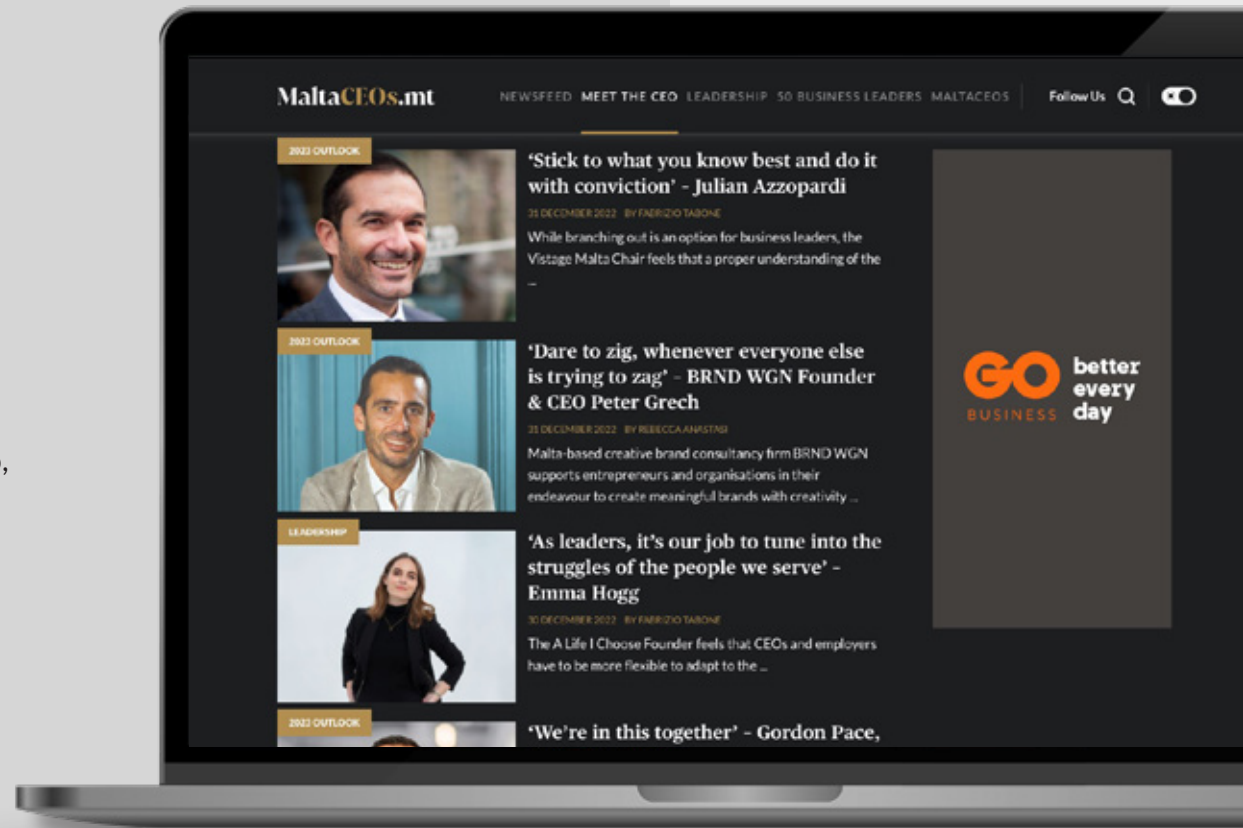 MaltaCEOs.mt
NEWSFEED MEET THE CEO LEADERSHIP 50 BUSINESS LEADERS MALTACEOS
Follow Us
2023 OUTLOOK
‘Stick to what you know best and do it
with conviction’ – Julian Azzopardi
31 DECEMBER 2022 BY FABRIZIO TABONE
While branching out is an option for business leaders, the
Vistage Malta Chair feels that a proper understanding of the
...
2023 OUTLOOK
‘Dare to zig, whenever everyone else
is trying to zag’ – BRND WGN Founder
& CEO Peter Grech
31 DECEMBER 2022 BY REBECCA ANASTASI
Malta-based creative brand consultancy firm BRND WGN
supports entrepreneurs and organisations in their
endeavour to create meaningful brands with creativity ...
LEADERSHIP
‘As leaders, it’s our job to tune into the
struggles of the people we serve’ –
Emma Hogg
30 DECEMBER 2022 BY FABRIZIO TABONE
The A Life I Choose Founder feels that CEOs and employers
have to be more flexible to adapt to the ...
2023 OUTLOOK
‘We’re in this together’ – Gordon Pace,
GO
BUSINESS
better
every
day